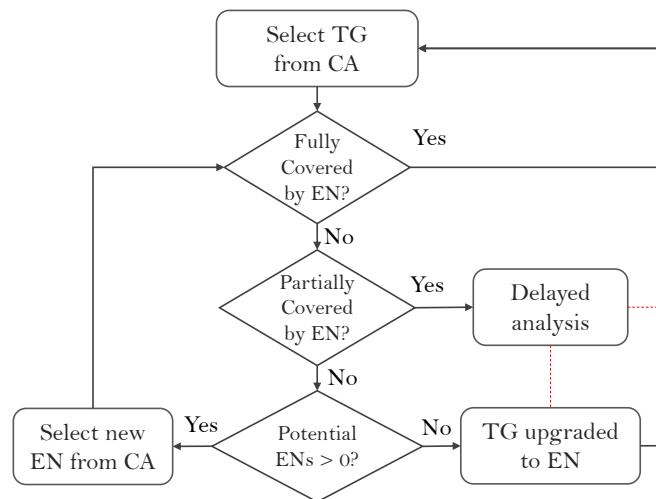 Select TG
from CA
Fully
Covered
by EN?
Yes
No
Partially
Covered
by EN?
Yes
Delayed
analysis
No
Select new
EN from CA
Yes
Potential
ENs > 0?
No
TG upgraded
to EN